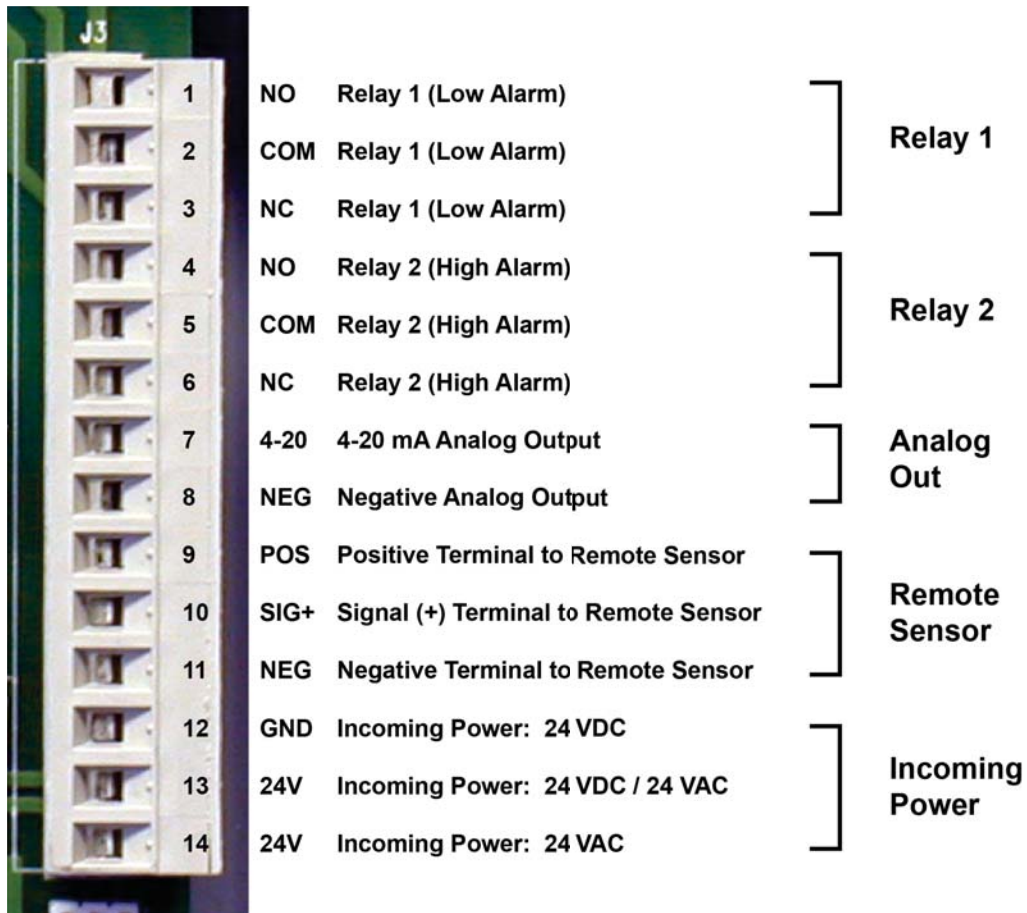 J3
1 NO Relay 1 (Low Alarm)
2 COM Relay 1 (Low Alarm)
3 NC Relay 1 (Low Alarm)
Relay 1
4 NO Relay 2 (High Alarm)
5 COM Relay 2 (High Alarm)
6 NC Relay 2 (High Alarm)
Relay 2
7 4-20 4-20 mA Analog Output
8 NEG Negative Analog Output
Analog
Out
9 POS Positive Terminal to Remote Sensor
10 SIG+ Signal (+) Terminal to Remote Sensor
11 NEG Negative Terminal to Remote Sensor
Remote
Sensor
12 GND Incoming Power: 24 VDC
13 24V Incoming Power: 24 VDC / 24 VAC
14 24V Incoming Power: 24 VAC
Incoming
Power